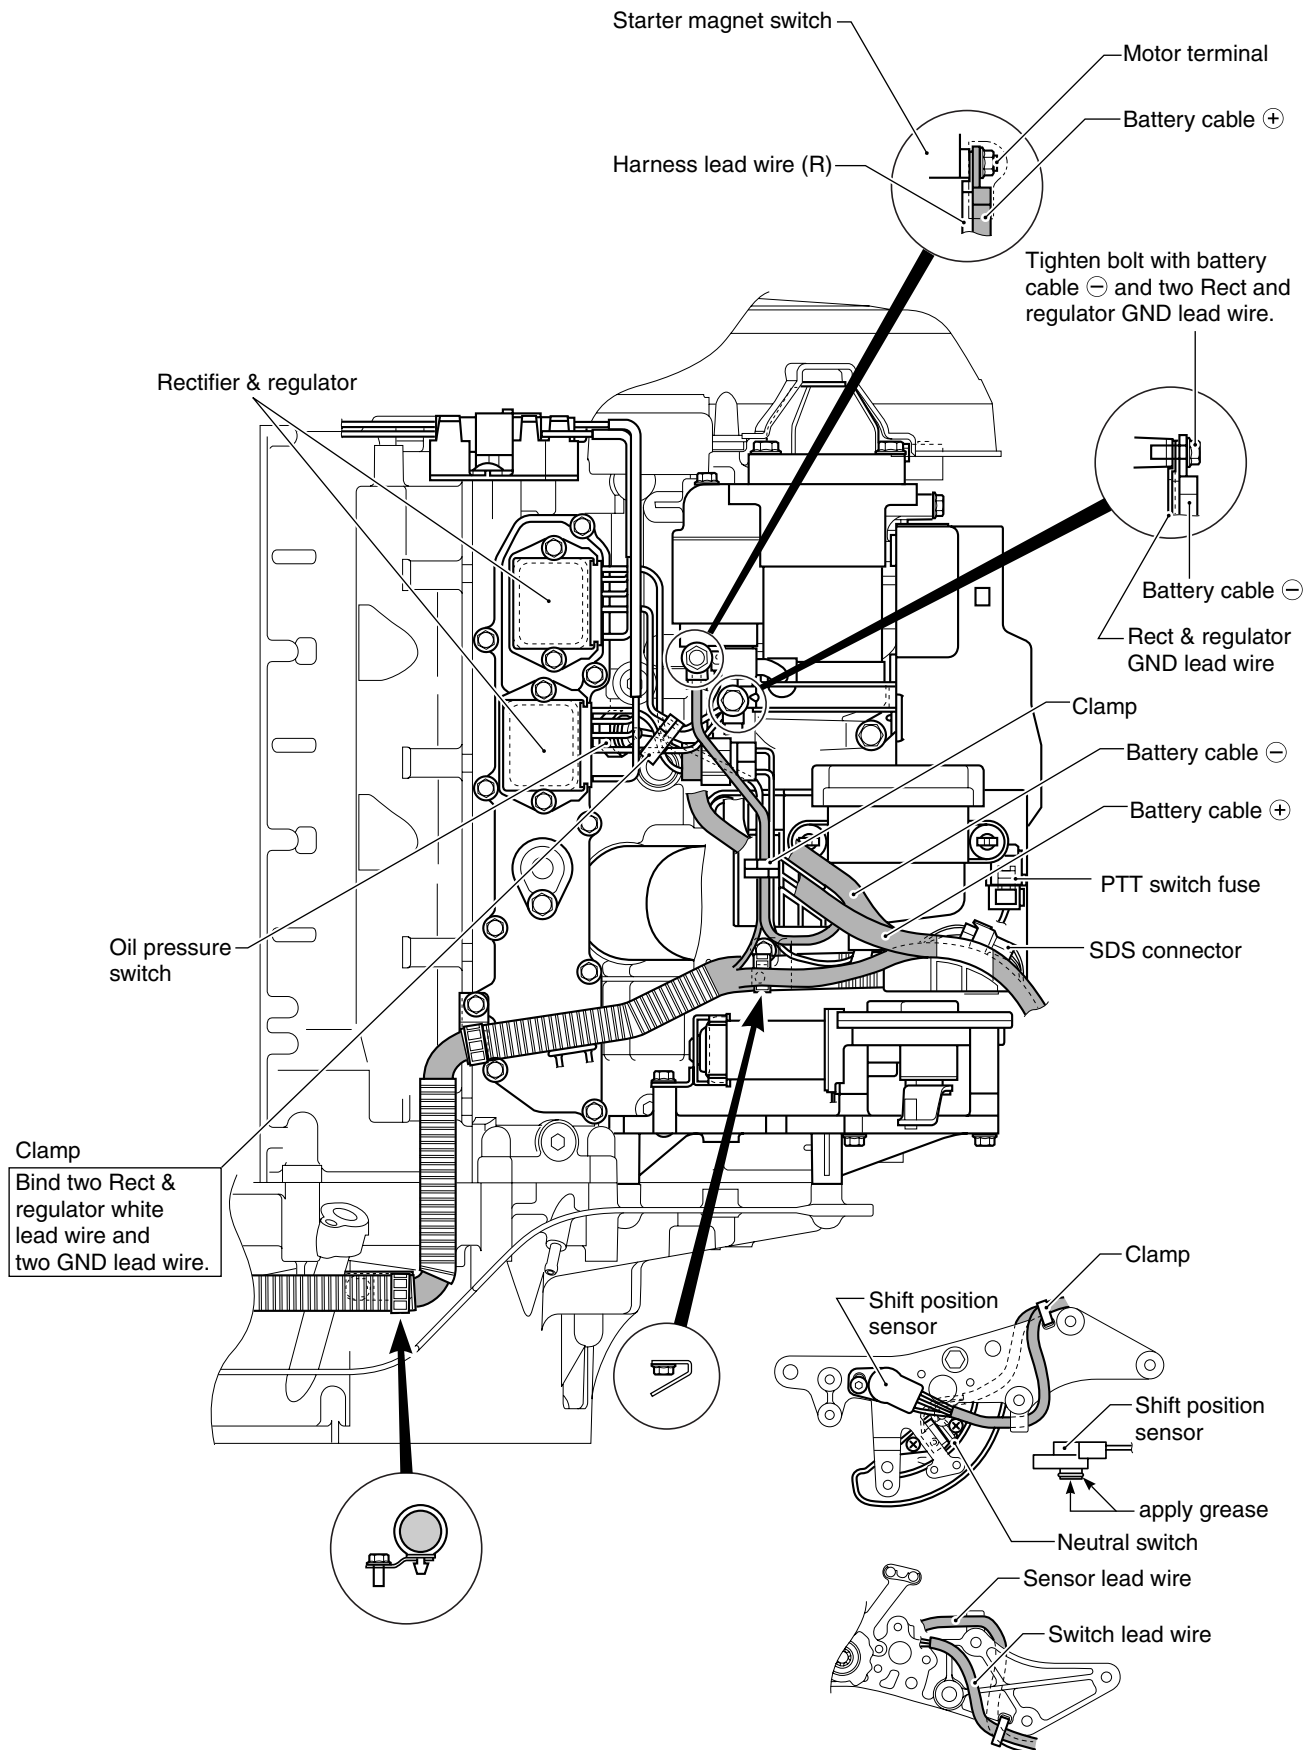 Starter magnet switch
Motor terminal
Battery cable ⊕
Harness lead wire (R)
Tighten bolt with battery
cable ⊖ and two Rect and
regulator GND lead wire.
Rectifier & regulator
Battery cable ⊖
Rect & regulator
GND lead wire
Clamp
Battery cable ⊖
Battery cable ⊕
PTT switch fuse
SDS connector
Oil pressure
switch
Clamp
Bind two Rect &
regulator white
lead wire and
two GND lead wire.
Clamp
Shift position
sensor
Shift position
sensor
apply grease
Neutral switch
Sensor lead wire
Switch lead wire